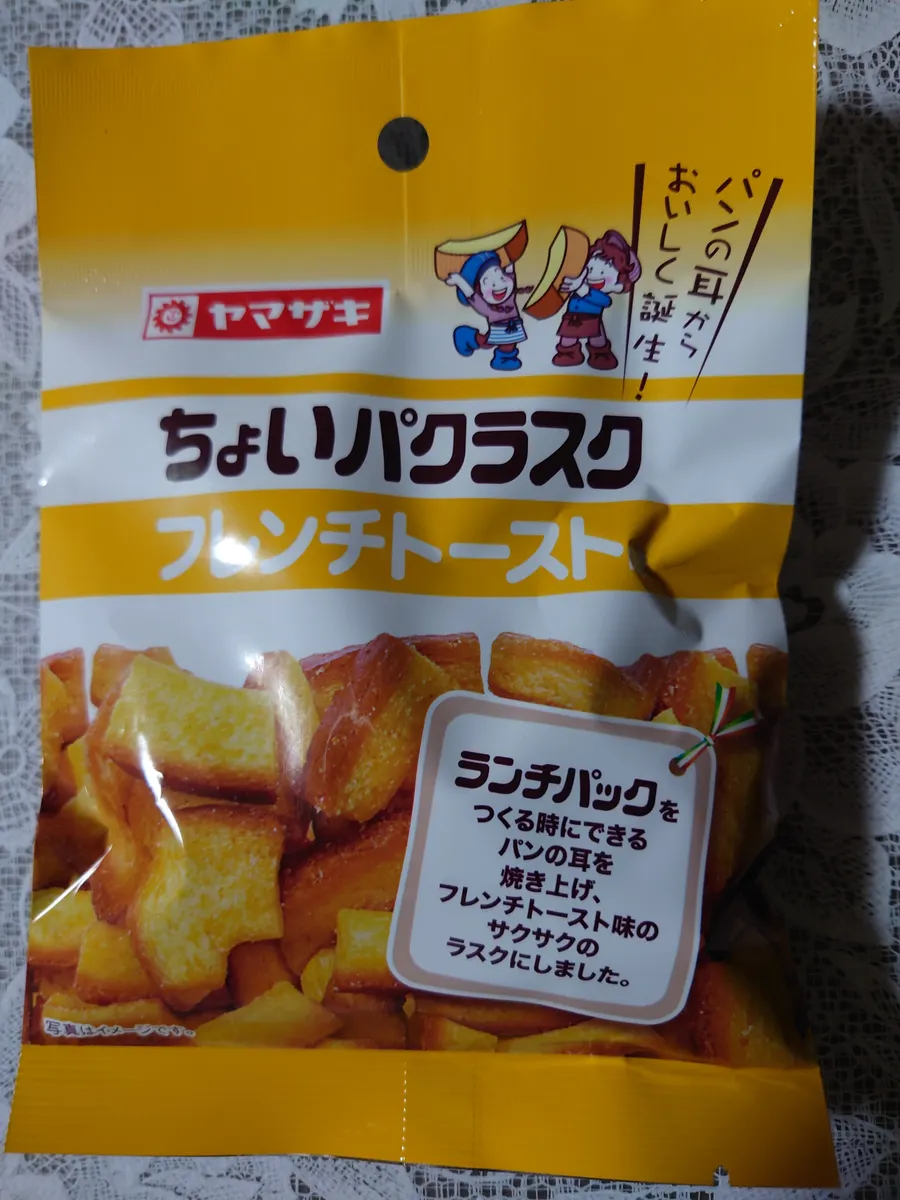 パンの耳から
おいしく誕生!
ヤマザキ
ちょいパクラスク
フレンチトースト
ランチパックを
つくる時にできる
パンの耳を
焼き上げ、
フレンチトースト味の
サクサクの
ラスクにしました。
写真はイメージです。